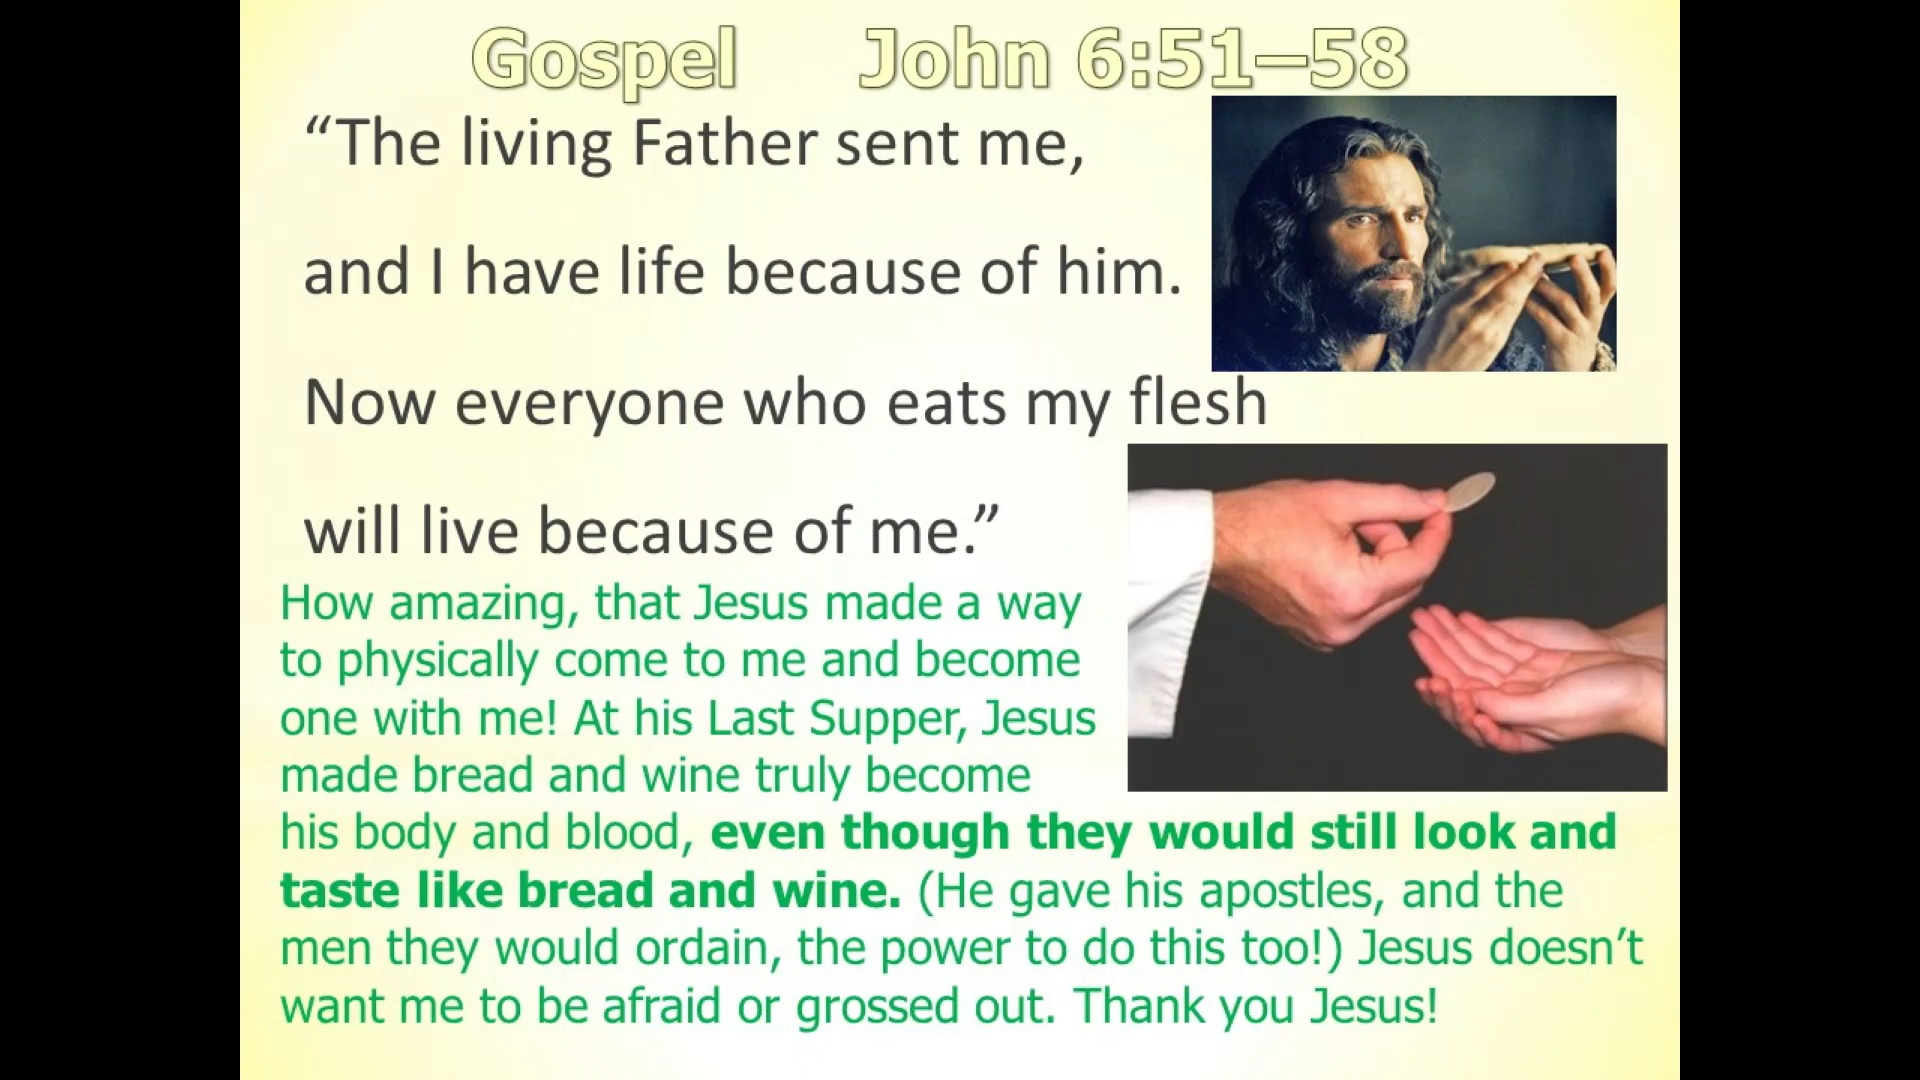 Gospel John 6:51–58
“The living Father sent me,
and I have life because of him.
Now everyone who eats my flesh
will live because of me.”
How amazing, that Jesus made a way
to physically come to me and become
one with me! At his Last Supper, Jesus
made bread and wine truly become
his body and blood, even though they would still look and
taste like bread and wine. (He gave his apostles, and the
men they would ordain, the power to do this too!) Jesus doesn’t
want me to be afraid or grossed out. Thank you Jesus!